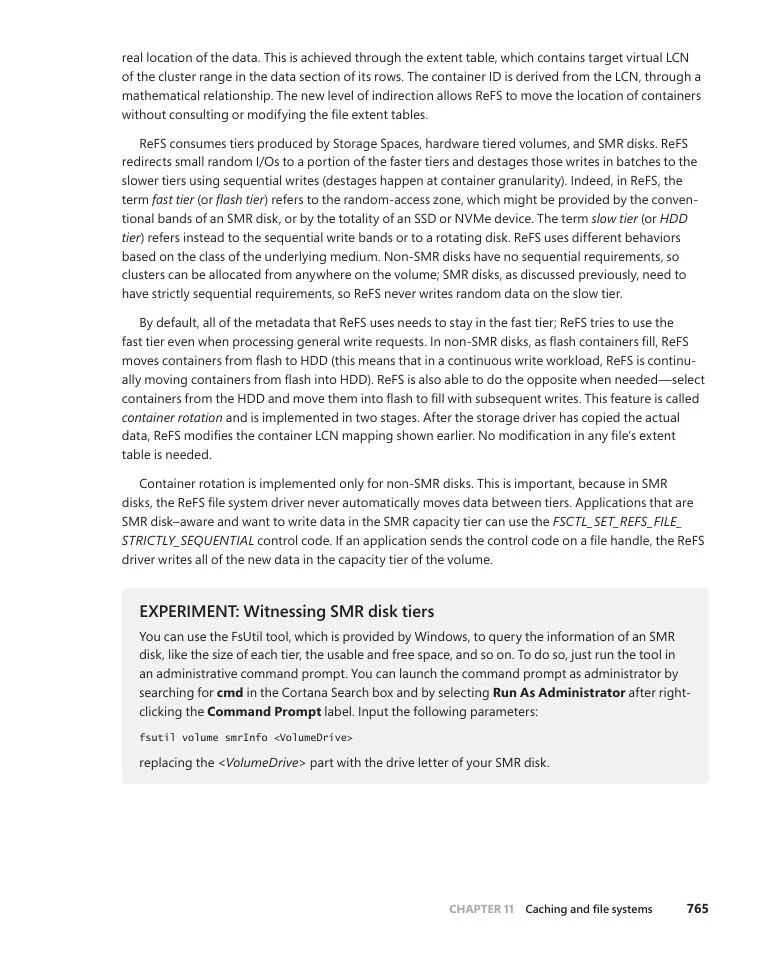 real location of the data. This is achieved through the extent table, which contains target virtual LCN
of the cluster range in the data section of its rows. The container ID is derived from the LCN, through a
mathematical relationship. The new level of indirection allows ReFS to move the location of containers
without consulting or modifying the file extent tables.
ReFS consumes tiers produced by Storage Spaces, hardware tiered volumes, and SMR disks. ReFS
redirects small random I/Os to a portion of the faster tiers and destages those writes in batches to the
slower tiers using sequential writes (destages happen at container granularity). Indeed, in ReFS, the
term fast tier (or flash tier) refers to the random-access zone, which might be provided by the conven-
tional bands of an SMR disk, or by the totality of an SSD or NVMe device. The term slow tier (or HDD
tier) refers instead to the sequential write bands or to a rotating disk. ReFS uses different behaviors
based on the class of the underlying medium. Non-SMR disks have no sequential requirements, so
clusters can be allocated from anywhere on the volume; SMR disks, as discussed previously, need to
have strictly sequential requirements, so ReFS never writes random data on the slow tier.
By default, all of the metadata that ReFS uses needs to stay in the fast tier; ReFS tries to use the
fast tier even when processing general write requests. In non-SMR disks, as flash containers fill, ReFS
moves containers from flash to HDD (this means that in a continuous write workload, ReFS is continu-
ally moving containers from flash into HDD). ReFS is also able to do the opposite when needed—select
containers from the HDD and move them into flash to fill with subsequent writes. This feature is called
container rotation and is implemented in two stages. After the storage driver has copied the actual
data, ReFS modifies the container LCN mapping shown earlier. No modification in any file's extent
table is needed.
Container rotation is implemented only for non-SMR disks. This is important, because in SMR
disks, the ReFS file system driver never automatically moves data between tiers. Applications that are
SMR disk–aware and want to write data in the SMR capacity tier can use the FSCTL_SET_REFS_FILE_
STRICTLY_SEQUENTIAL control code. If an application sends the control code on a file handle, the ReFS
driver writes all of the new data in the capacity tier of the volume.
EXPERIMENT: Witnessing SMR disk tiers
You can use the FsUtil tool, which is provided by Windows, to query the information of an SMR
disk, like the size of each tier, the usable and free space, and so on. To do so, just run the tool in
an administrative command prompt. You can launch the command prompt as administrator by
searching for cmd in the Cortana Search box and by selecting Run As Administrator after right-
clicking the Command Prompt label. Input the following parameters:
fsutil volume smrInfo <VolumeDrive>
replacing the <VolumeDrive> part with the drive letter of your SMR disk.
CHAPTER 11 Caching and file systems 765